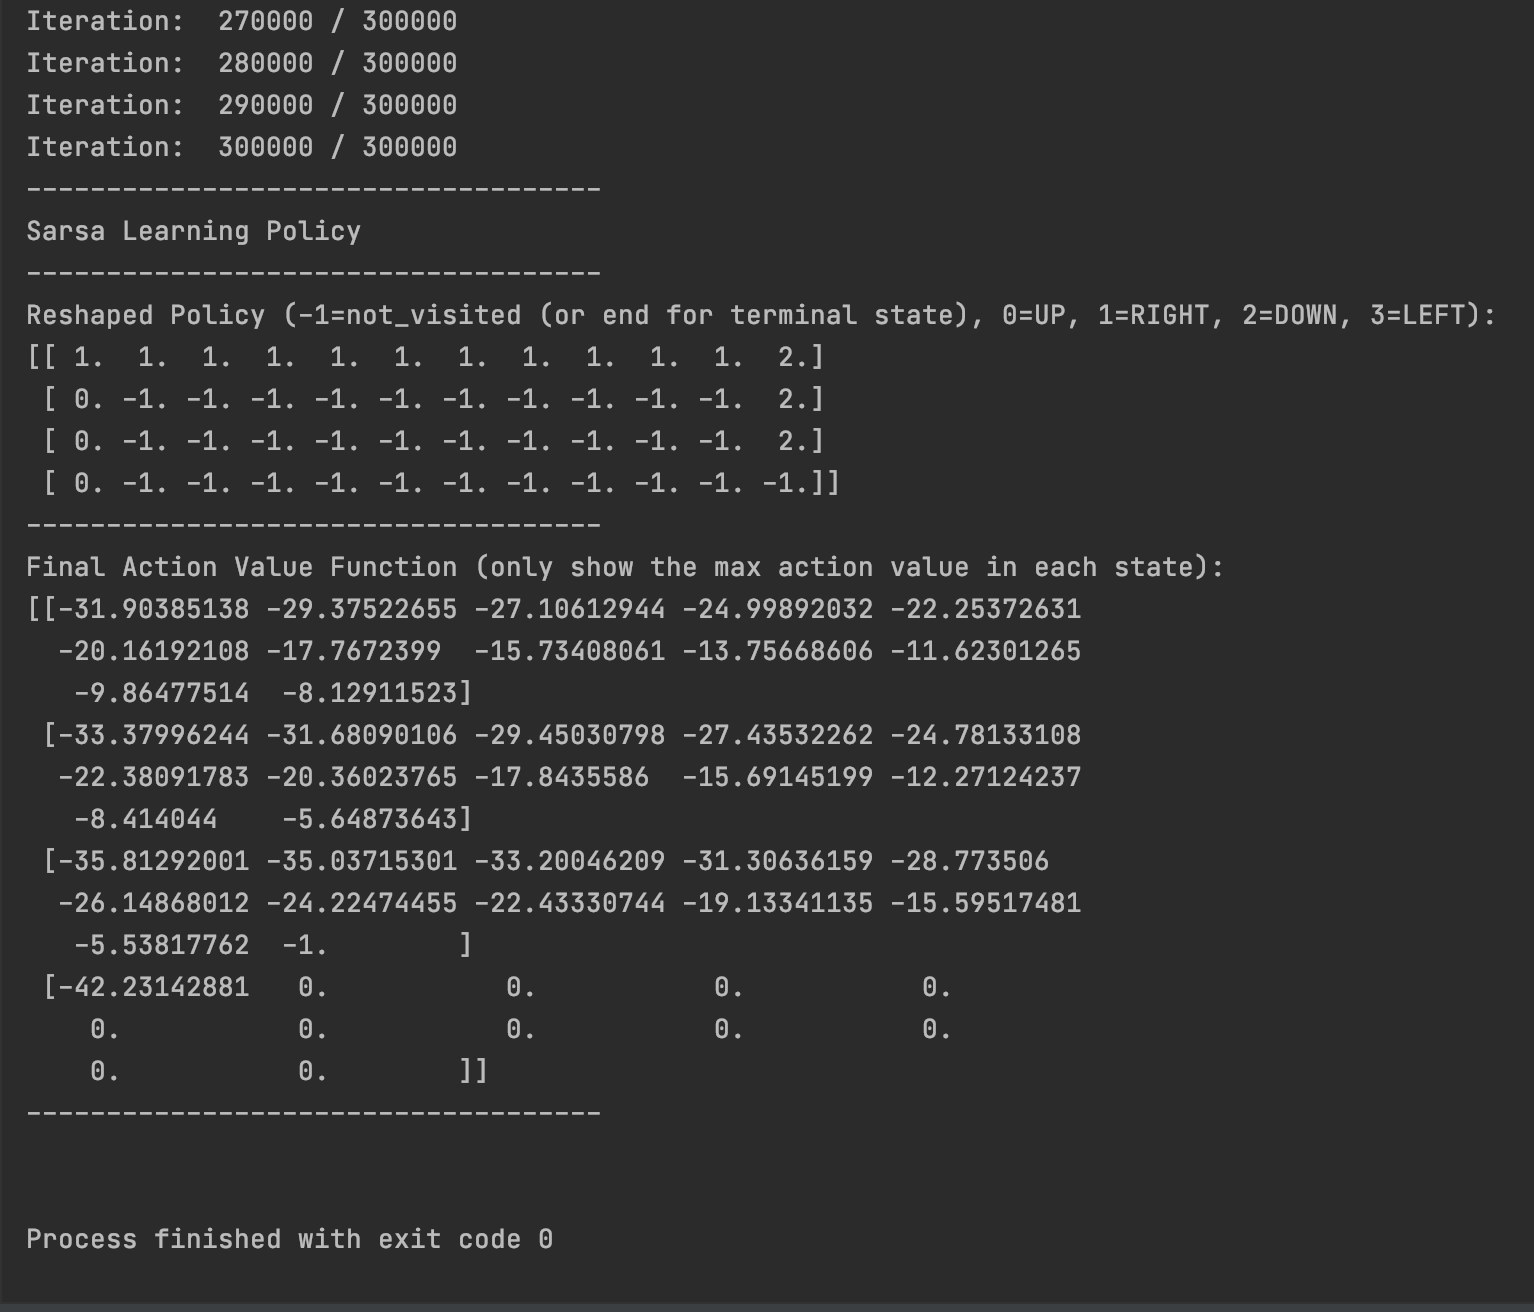 Iteration:  270000 / 300000
Iteration:  280000 / 300000
Iteration:  290000 / 300000
Iteration:  300000 / 300000
------------------------------------
Sarsa Learning Policy
------------------------------------
Reshaped Policy (-1=not_visited (or end for terminal state), 0=UP, 1=RIGHT, 2=DOWN, 3=LEFT):
[[ 1.  1.  1.  1.  1.  1.  1.  1.  1.  1.  1.  2.]
 [ 0. -1. -1. -1. -1. -1. -1. -1. -1. -1. -1.  2.]
 [ 0. -1. -1. -1. -1. -1. -1. -1. -1. -1. -1.  2.]
 [ 0. -1. -1. -1. -1. -1. -1. -1. -1. -1. -1. -1.]]
------------------------------------
Final Action Value Function (only show the max action value in each state):
[[-31.90385138 -29.37522655 -27.10612944 -24.99892032 -22.25372631
  -20.16192108 -17.7672399  -15.73408061 -13.75668606 -11.62301265
   -9.86477514  -8.12911523]
 [-33.37996244 -31.68090106 -29.45030798 -27.43532262 -24.78133108
  -22.38091783 -20.36023765 -17.8435586  -15.69145199 -12.27124237
   -8.414044    -5.64873643]
 [-35.81292001 -35.03715301 -33.20046209 -31.30636159 -28.773506
  -26.14868012 -24.22474455 -22.43330744 -19.13341135 -15.59517481
   -5.53817762  -1.        ]
 [-42.23142881   0.           0.           0.           0.
    0.           0.           0.           0.           0.
    0.           0.        ]]
------------------------------------
Process finished with exit code 0